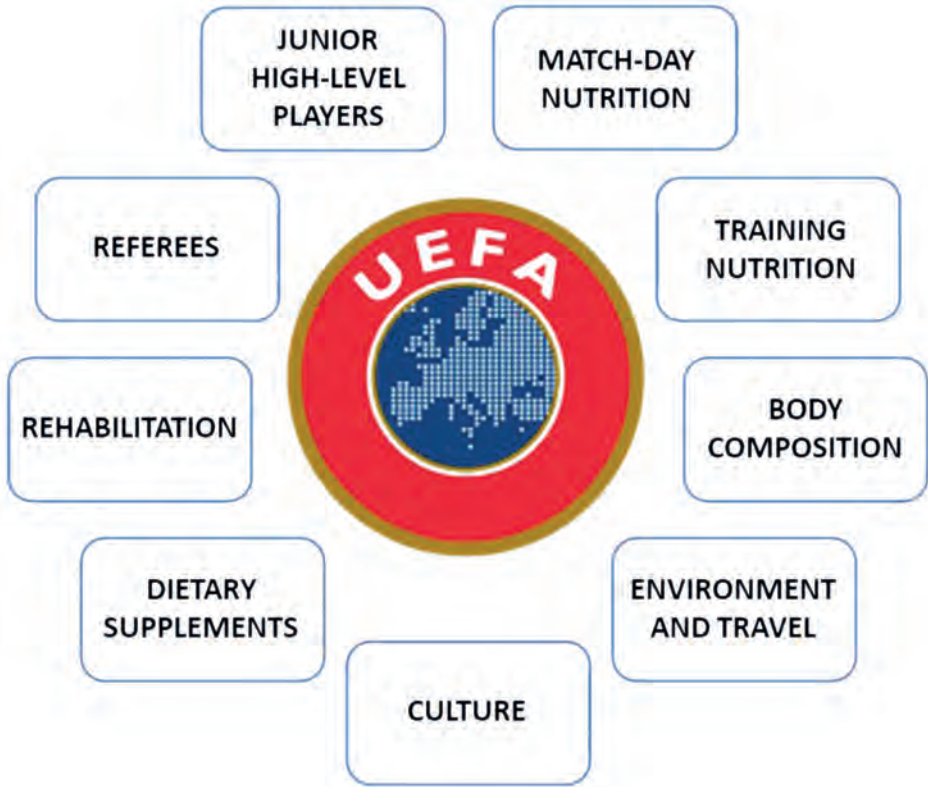 JUNIOR
HIGH-LEVEL
PLAYERS
MATCH-DAY
NUTRITION
REFEREES
UEFA
TRAINING
NUTRITION
REHABILITATION
BODY
COMPOSITION
DIETARY
SUPPLEMENTS
ENVIRONMENT
AND TRAVEL
CULTURE